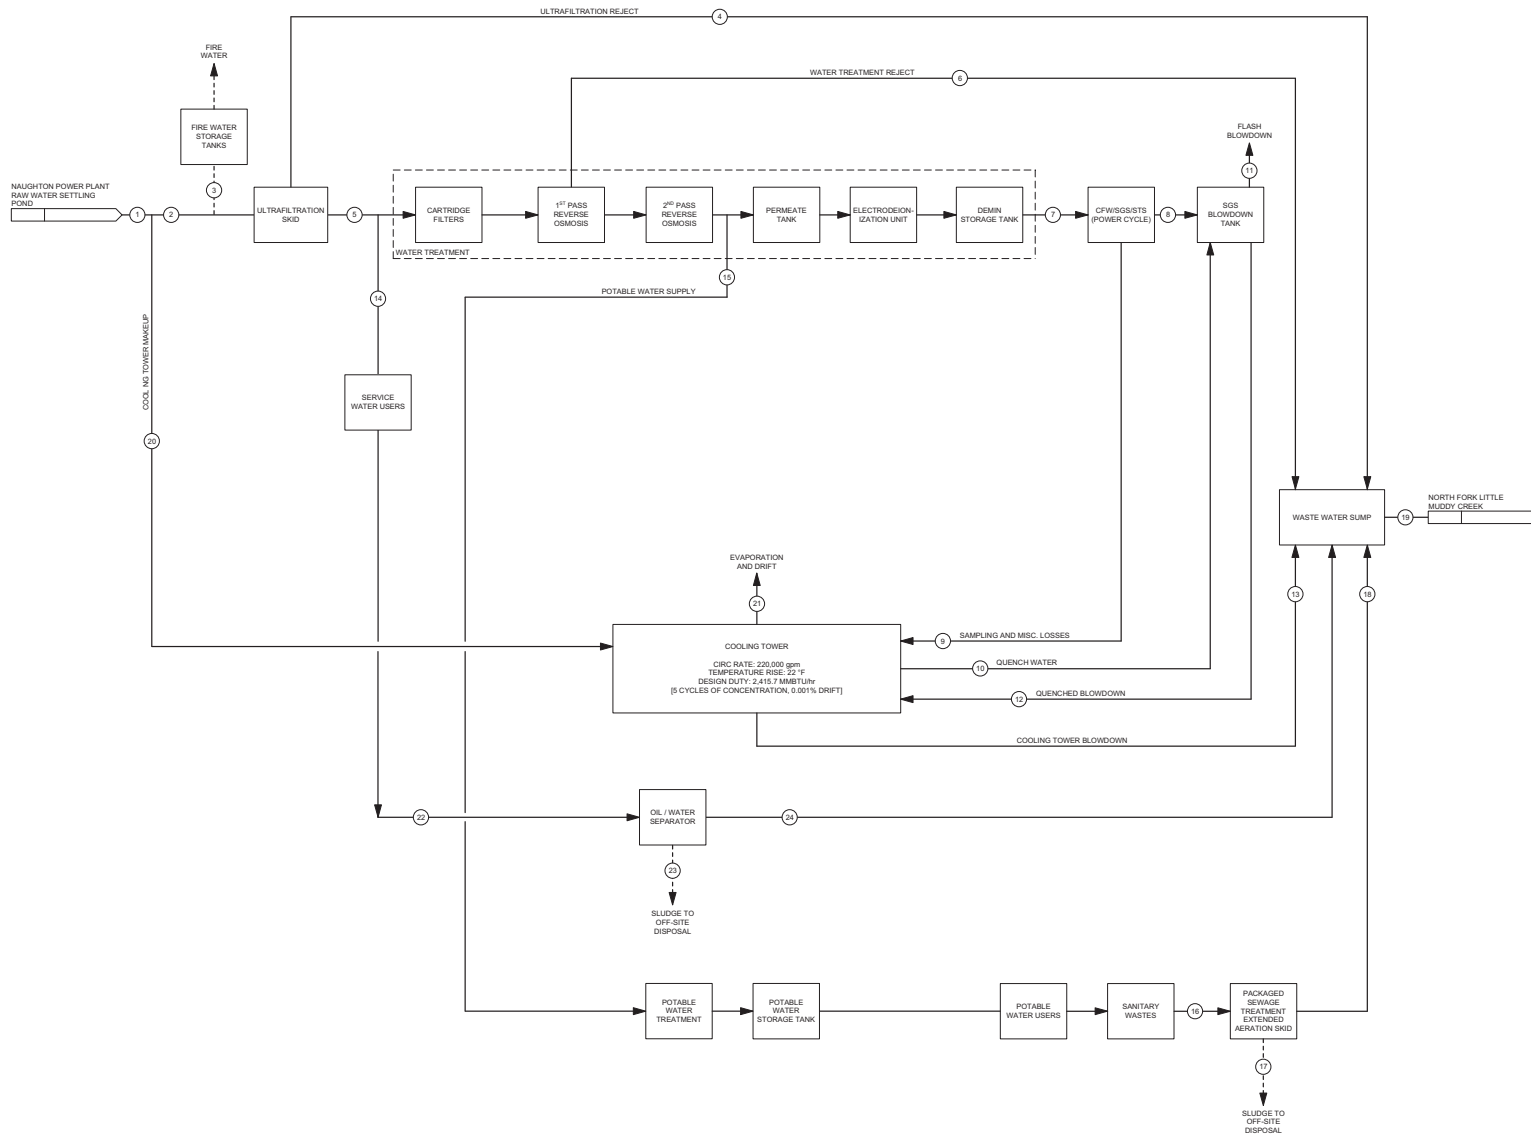 ULTRAFILTRATION REJECT
4
FIRE
WATER
WATER TREATMENT REJECT
6
FIRE WATER
STORAGE
TANKS
3
FLASH
BLOWDOWN
11
NAUGHTON POWER PLANT
RAW WATER SETTLING
POND
1
2
ULTRAFILTRATION
SKID
5
CARTRIDGE
FILTERS
1ST PASS
REVERSE
OSMOSIS
2ND PASS
REVERSE
OSMOSIS
PERMEATE
TANK
ELECTRODEION-
IZATION UNIT
DEMIN
STORAGE TANK
7
CFW/SGS/STS
(POWER CYCLE)
8
SGS
BLOWDOWN
TANK
WATER TREATMENT
15
14
POTABLE WATER SUPPLY
COOL NG TOWER MAKEUP
20
SERVICE
WATER USERS
WASTE WATER SUMP
19
NORTH FORK LITTLE
MUDDY CREEK
EVAPORATION
AND DRIFT
21
13
18
COOLING TOWER
CIRC RATE: 220,000 gpm
TEMPERATURE RISE: 22 °F
DESIGN DUTY: 2,415.7 MMBTU/hr
[5 CYCLES OF CONCENTRATION, 0.001% DRIFT]
9
SAMPLING AND MISC. LOSSES
10
QUENCH WATER
12
QUENCHED BLOWDOWN
COOLING TOWER BLOWDOWN
22
OIL / WATER
SEPARATOR
24
23
SLUDGE TO
OFF-SITE
DISPOSAL
POTABLE
WATER
TREATMENT
POTABLE
WATER
STORAGE TANK
POTABLE
WATER USERS
SANITARY
WASTES
16
PACKAGED
SEWAGE
TREATMENT
EXTENDED
AERATION SKID
17
SLUDGE TO
OFF-SITE
DISPOSAL